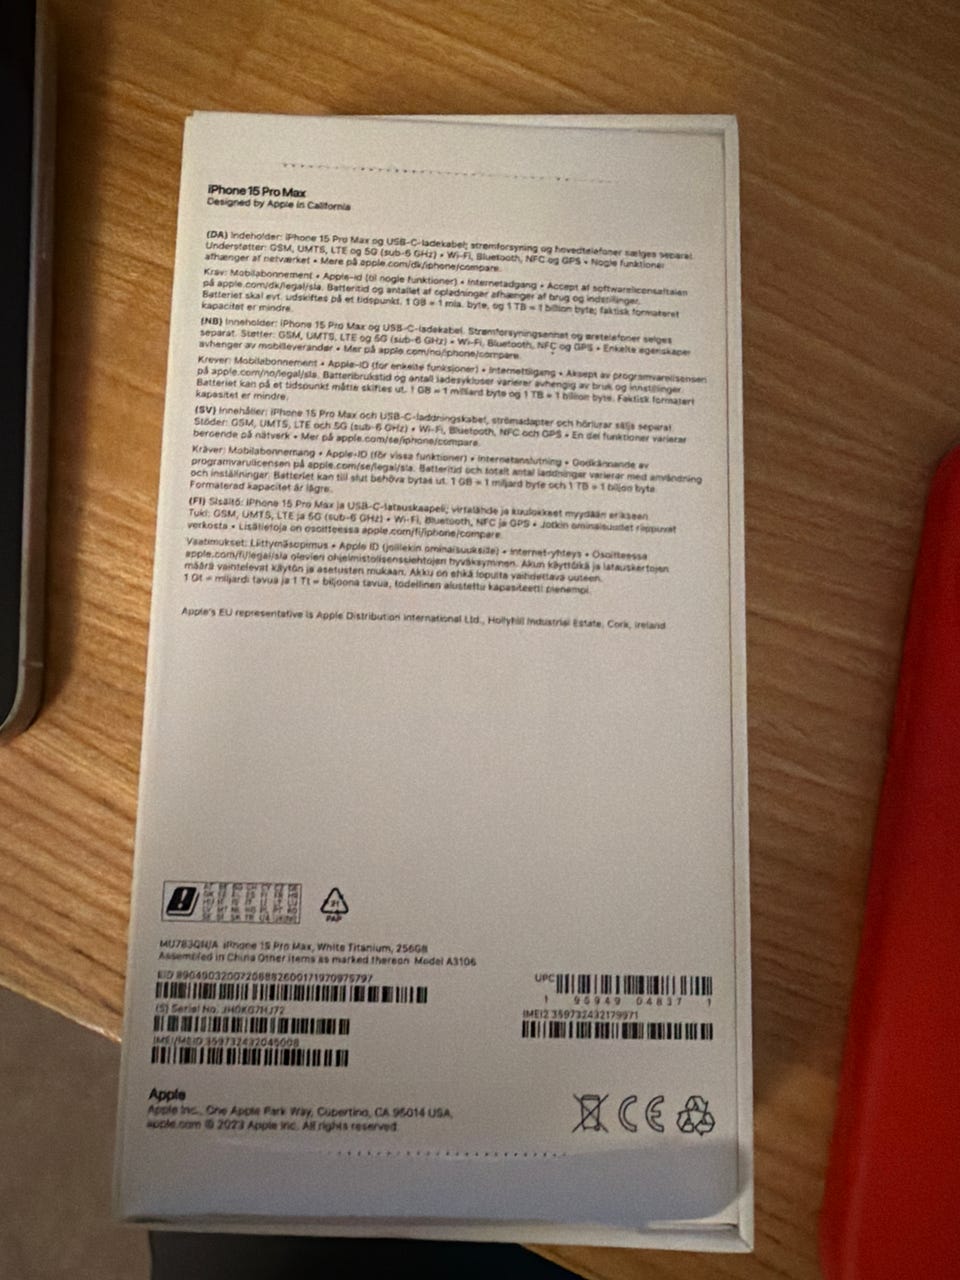 iPhone 15 Pro Max
Designed by Apple in California
(DA) Indeholder: iPhone 15 Pro Max og USB-C-ladekabel; strømforsyning og hovedtelefoner sælges separat.
Understøtter: GSM, UMTS, LTE og 5G (sub-6 GHz) • Wi-Fi, Bluetooth, NFC og GPS • Nogle funktioner
afhænger af netværket • Mere på apple.com/dk/iphone/compare.
Krav: Mobilabonnement • Apple-id (til nogle funktioner) • Internetadgang • Accept af softwarelicensaftalen
på apple.com/dk/legal/sla. Batteritid og antallet af opladninger afhænger af brug og indstillinger.
Batteriet skal evt. udskiftes på et tidspunkt. 1 GB = 1 mia. byte, og 1 TB = 1 billion byte; faktisk formateret
kapacitet er mindre.
(NB) Inneholder: iPhone 15 Pro Max og USB-C-ladekabel. Strømforsyningsenhet og øretelefoner selges
separat. Støtter: GSM, UMTS, LTE og 5G (sub-6 GHz) • Wi-Fi, Bluetooth, NFC og GPS • Enkelte egenskaper
avhenger av mobilleverandør • Mer på apple.com/no/iphone/compare.
Krever: Mobilabonnement • Apple-ID (for enkelte funksjoner) • Internettilgang • Aksept av programvarelisensen
på apple.com/no/legal/sla. Batteribrukstid og antall ladesykluser varierer avhengig av bruk og innstillinger.
Batteriet kan på et tidspunkt måtte skiftes ut. 1 GB = 1 milliard byte og 1 TB = 1 billion byte. Faktisk formatert
kapasitet er mindre.
(SV) Innehåller: iPhone 15 Pro Max och USB-C-laddningskabel, strömadapter och hörlurar säljs separat.
Stöder: GSM, UMTS, LTE och 5G (sub-6 GHz) • Wi-Fi, Bluetooth, NFC och GPS • En del funktioner varierar
beroende på nätverk • Mer på apple.com/se/iphone/compare.
Kräver: Mobilabonnemang • Apple-ID (för vissa funktioner) • Internetanslutning • Godkännande av
programvarulicensen på apple.com/se/legal/sla. Batteritid och totalt antal laddningar varierar med användning
och inställningar. Batteriet kan till slut behöva bytas ut. 1 GB = 1 miljard byte och 1 TB = 1 biljon byte.
Formaterad kapacitet är lägre.
(FI) Sisältö: iPhone 15 Pro Max ja USB-C-latauskaapeli; virtalähde ja kuulokkeet myydään erikseen.
Tuki: GSM, UMTS, LTE ja 5G (sub-6 GHz) • Wi-Fi, Bluetooth, NFC ja GPS • Jotkin ominaisuudet riippuvat
verkosta • Lisätietoja on osoitteessa apple.com/fi/iphone/compare.
Vaatimukset: Liittymäsopimus • Apple ID (joillekin ominaisuuksille) • Internet-yhteys • Osoitteessa
apple.com/fi/legal/sla olevien ohjelmistolisenssiehtojen hyväksyminen. Akun käyttöikä ja latauskertojen
määrä vaihtelevat käytön ja asetusten mukaan. Akku on ehkä lopulta vaihdettava uuteen.
1 Gt = miljardi tavua ja 1 Tt = biljoona tavua, todellinen alustettu kapasiteetti pienempi.
Apple's EU representative is Apple Distribution International Ltd., Hollyhill Industrial Estate, Cork, Ireland
21
PAP
MU783QN/A iPhone 15 Pro Max, White Titanium, 256GB
Assembled in China Other items as marked thereon Model A3106
EID 89049032007208882600171970975797
UPC
1 95949 04837 1
(S) Serial No. JH0KG7HJ72
IMEI2 359732432179971
IMEI/MEID 359732432045008
Apple
Apple Inc., One Apple Park Way, Cupertino, CA 95014 USA,
apple.com © 2023 Apple Inc. All rights reserved.